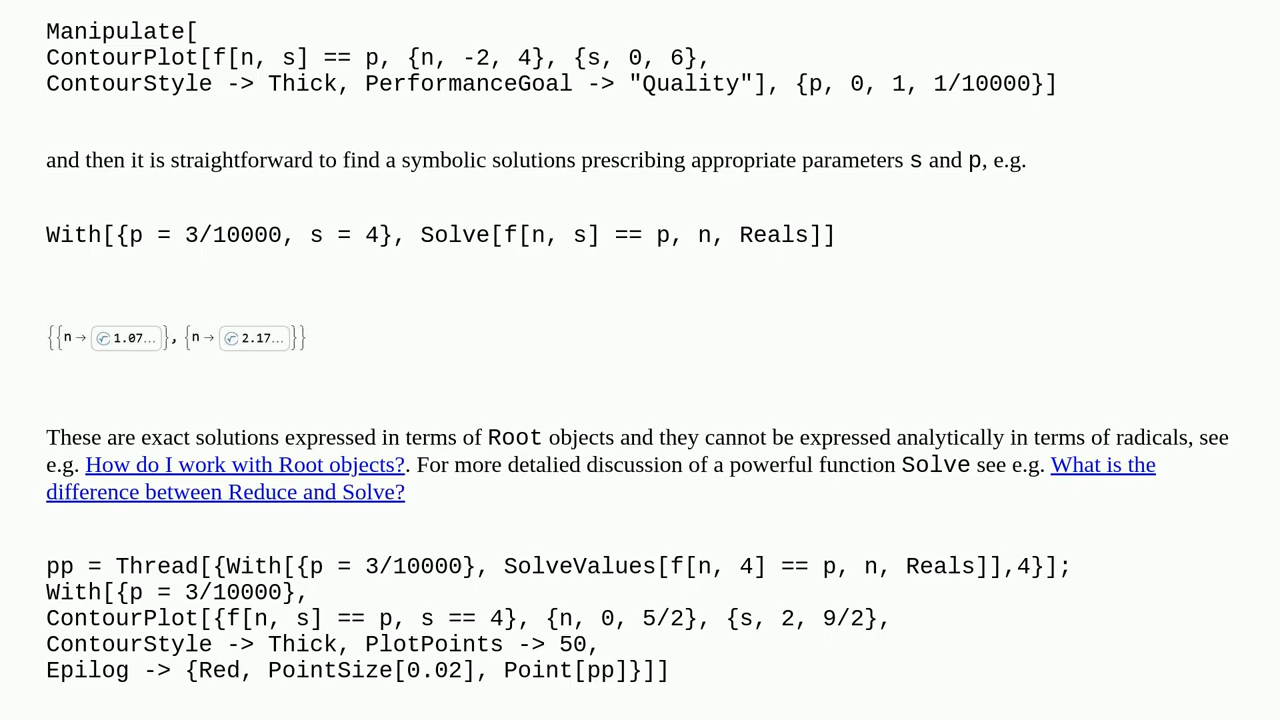 Manipulate[
ContourPlot[f[n, s] == p, {n, -2, 4}, {s, 0, 6},
ContourStyle -> Thick, PerformanceGoal -> "Quality"], {p, 0, 1, 1/10000}]
and then it is straightforward to find a symbolic solutions prescribing appropriate parameters s and p, e.g.
With[{p = 3/10000, s = 4}, Solve[f[n, s] == p, n, Reals]]
{{n → 1.07...}, {n → 2.17...}}
These are exact solutions expressed in terms of Root objects and they cannot be expressed analytically in terms of radicals, see
e.g. How do I work with Root objects?. For more detalied discussion of a powerful function Solve see e.g. What is the
difference between Reduce and Solve?
pp = Thread[{With[{p = 3/10000}, SolveValues[f[n, 4] == p, n, Reals]],4}];
With[{p = 3/10000},
ContourPlot[{f[n, s] == p, s == 4}, {n, 0, 5/2}, {s, 2, 9/2},
ContourStyle -> Thick, PlotPoints -> 50,
Epilog -> {Red, PointSize[0.02], Point[pp]}]]